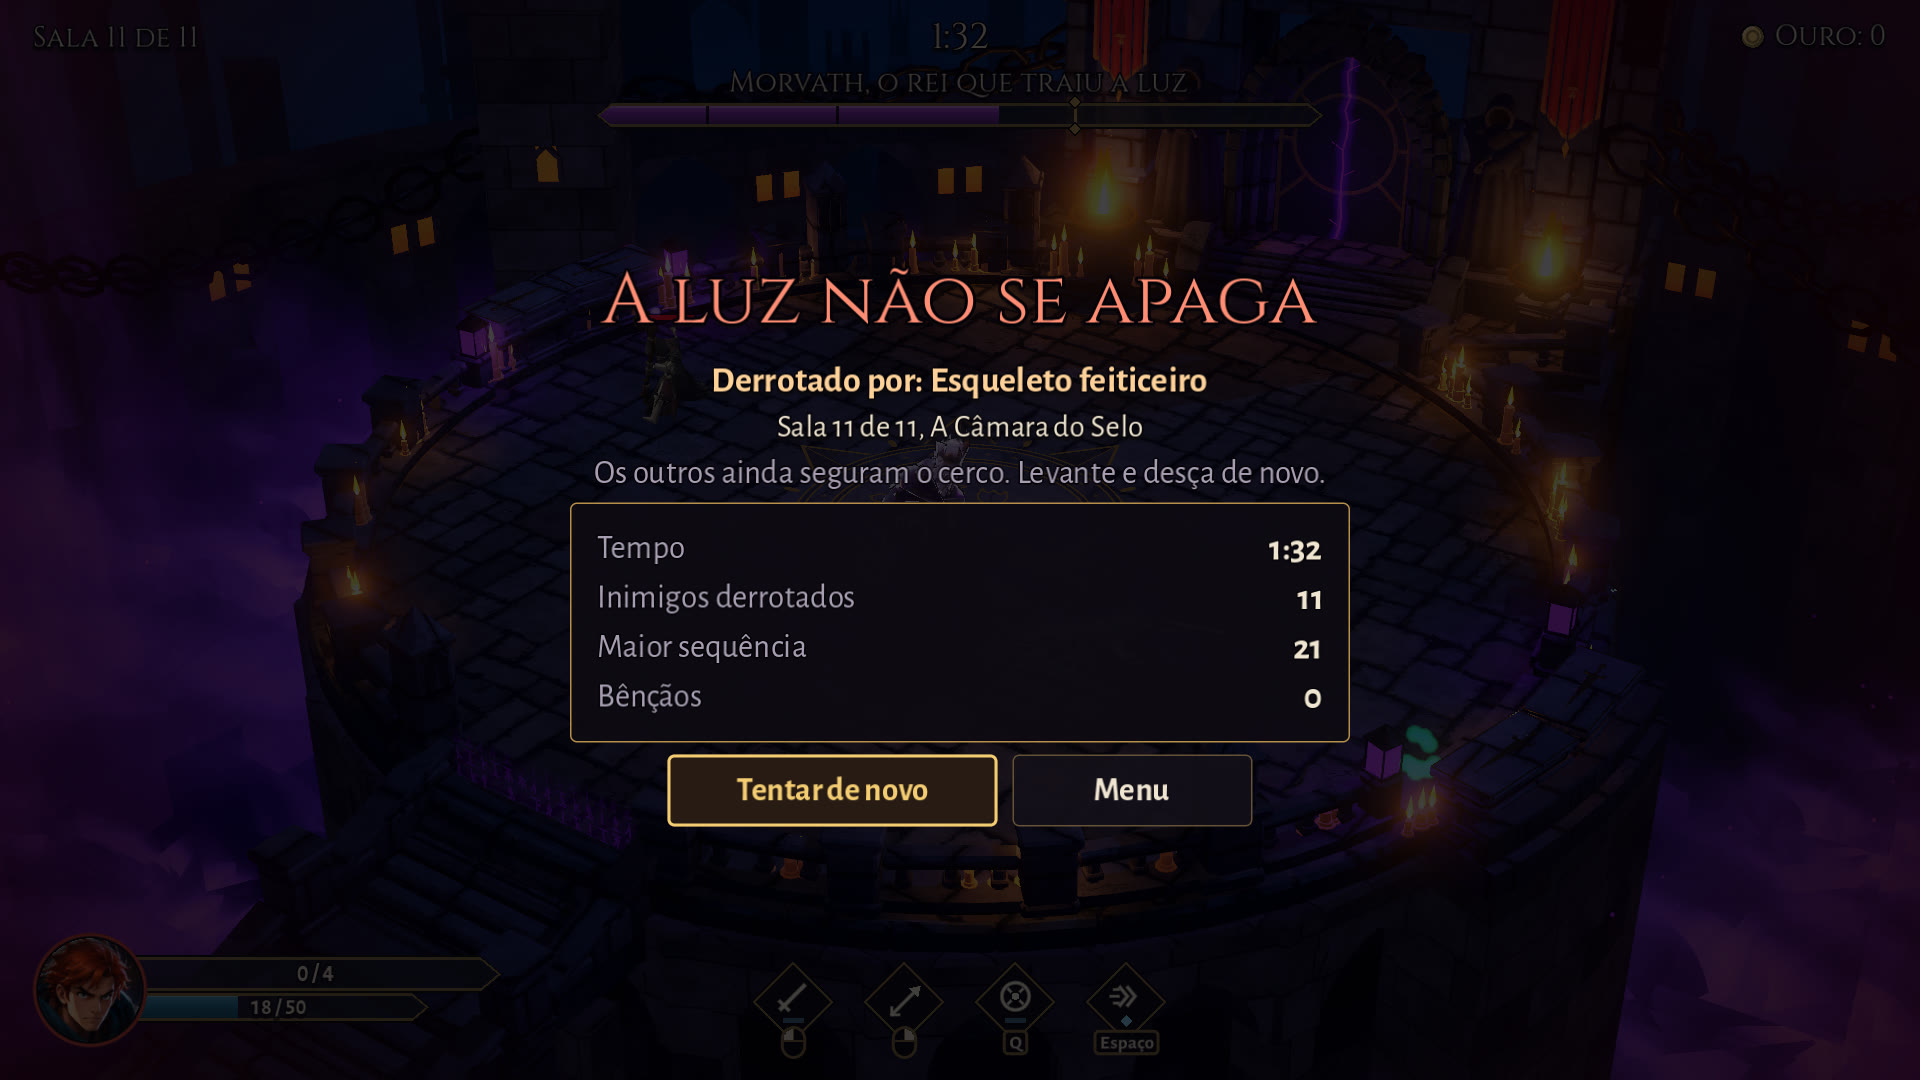 Sala 11 de 11
1:32
Ouro: 0
Morvath, o rei que traiu a luz
A luz não se apaga
Derrotado por: Esqueleto feiticeiro
Sala 11 de 11, A Câmara do Selo
Os outros ainda seguram o cerco. Levante e desça de novo.
Tempo 1:32
Inimigos derrotados 11
Maior sequência 21
Bênçãos 0
Tentar de novo
Menu
0/4
18/50
Q
Espaço